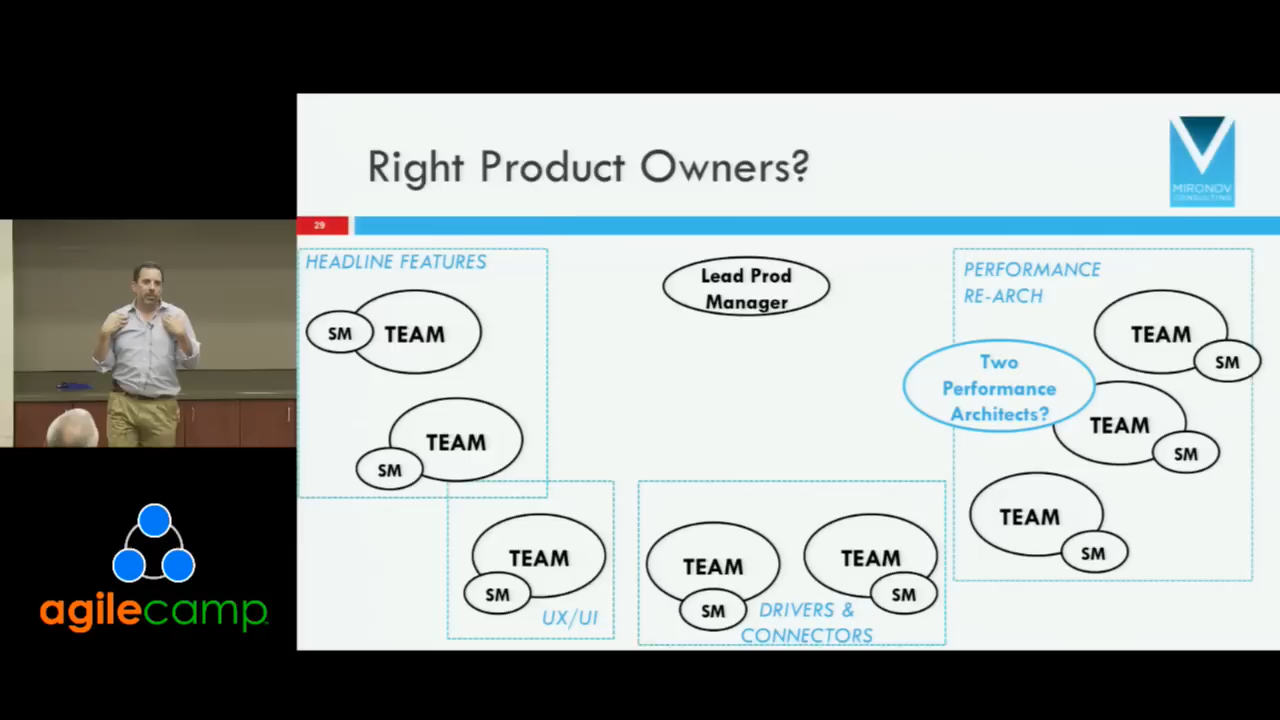 Right Product Owners?
MIRONOV
CONSULTING
29
HEADLINE FEATURES
SM
TEAM
TEAM
SM
Lead Prod
Manager
PERFORMANCE
RE-ARCH
TEAM
SM
Two
Performance
Architects?
TEAM
SM
TEAM
SM
TEAM
SM
UX/UI
TEAM
SM
TEAM
SM
DRIVERS &
CONNECTORS
agilecamp